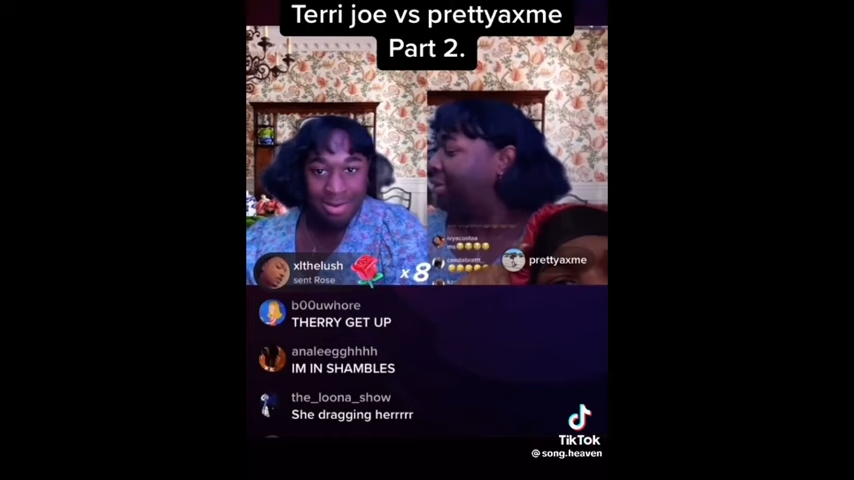 Terri joe vs prettyaxme
Part 2.
xlthelush
sent Rose
x 8
prettyaxme
b00uwhore
THERRY GET UP
analeegghhhh
IM IN SHAMBLES
the_loona_show
She dragging herrrrr
TikTok
@song.heaven